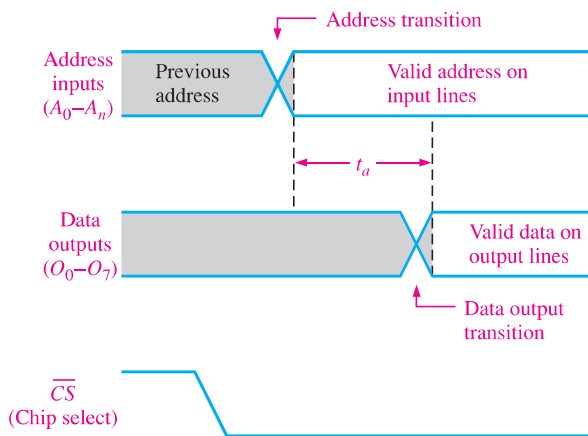 Address transition
Address
inputs
(A₀–Aₙ)
Previous
address
Valid address on
input lines
tₐ
Data
outputs
(O₀–O₇)
Valid data on
output lines
Data output
transition
C̅S̅
(Chip select)